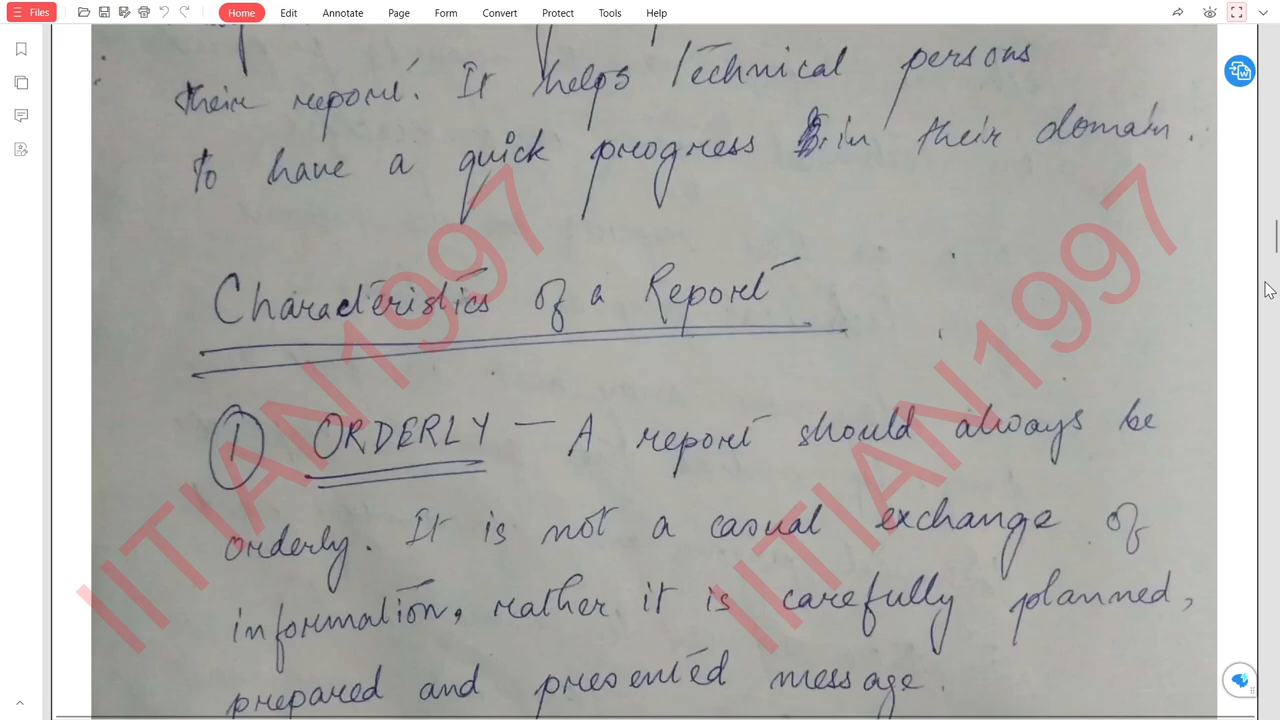 Files
Home
Edit
Annotate
Page
Form
Convert
Protect
Tools
Help
their report. It helps Technical persons
to have a quick progress in their domain.
Characteristics of a Report
① ORDERLY — A report should always be
orderly. It is not a casual exchange of
information, rather it is carefully planned,
prepared and presented message.
IITIAN1997
IITIAN1997